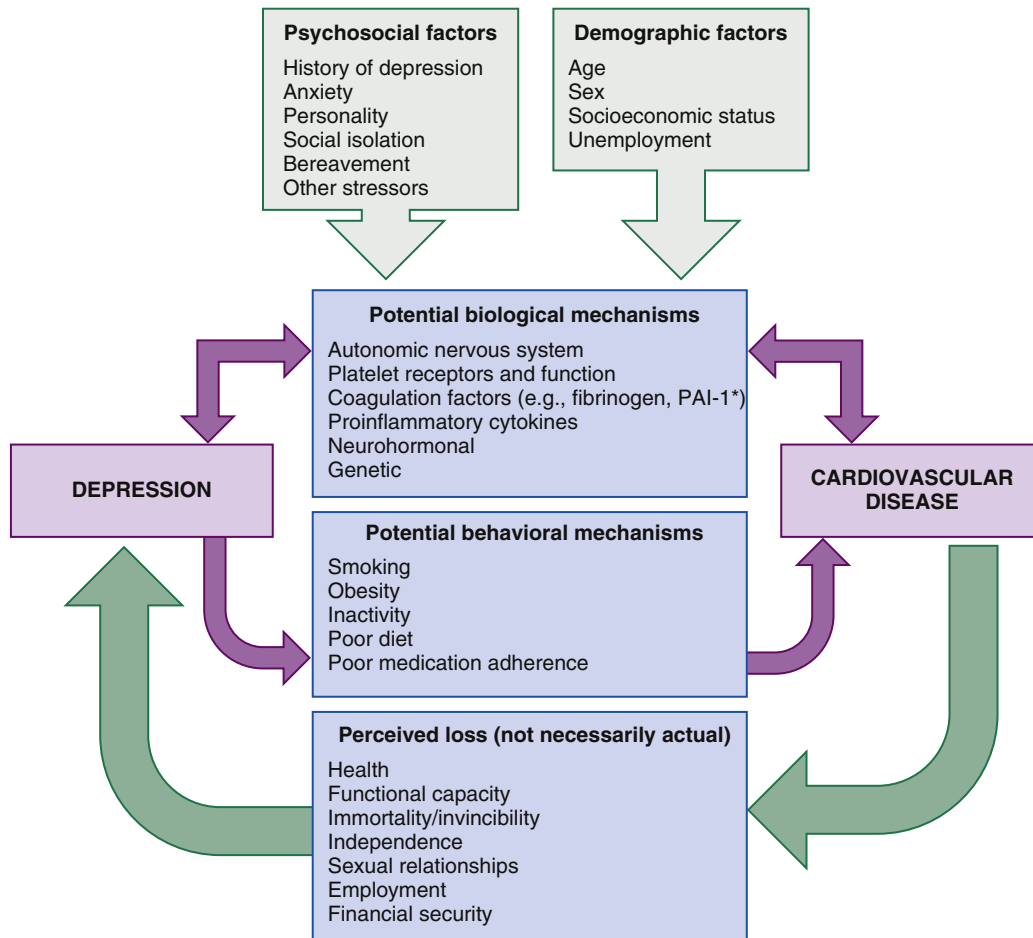 Psychosocial factors
History of depression
Anxiety
Personality
Social isolation
Bereavement
Other stressors
Demographic factors
Age
Sex
Socioeconomic status
Unemployment
Potential biological mechanisms
Autonomic nervous system
Platelet receptors and function
Coagulation factors (e.g., fibrinogen, PAI-1*)
Proinflammatory cytokines
Neurohormonal
Genetic
DEPRESSION
CARDIOVASCULAR
DISEASE
Potential behavioral mechanisms
Smoking
Obesity
Inactivity
Poor diet
Poor medication adherence
Perceived loss (not necessarily actual)
Health
Functional capacity
Immortality/invincibility
Independence
Sexual relationships
Employment
Financial security